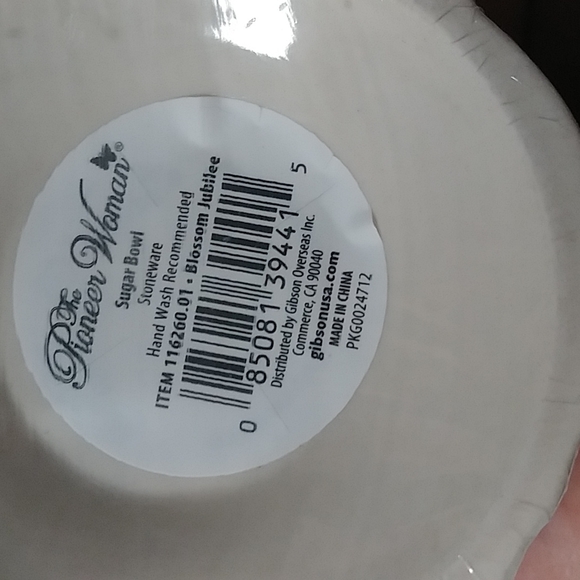 The
Pioneer Woman®
Sugar Bowl
Stoneware
Hand Wash Recommended
ITEM 116260.01 • Blossom Jubilee
0 85081 39441 5
Distributed by Gibson Overseas Inc.
Commerce, CA 90040
gibsonusa.com
MADE IN CHINA
PKG0024712